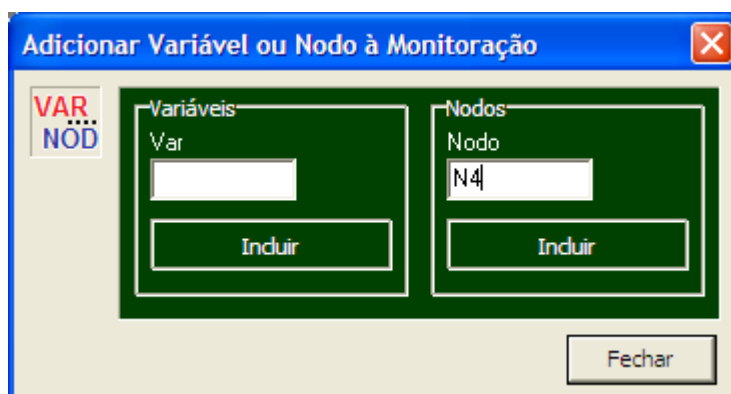 Adicionar Variável ou Nodo à Monitoração
VAR
NOD
Variáveis
Var
Incluir
Nodos
Nodo
N4
Incluir
Fechar